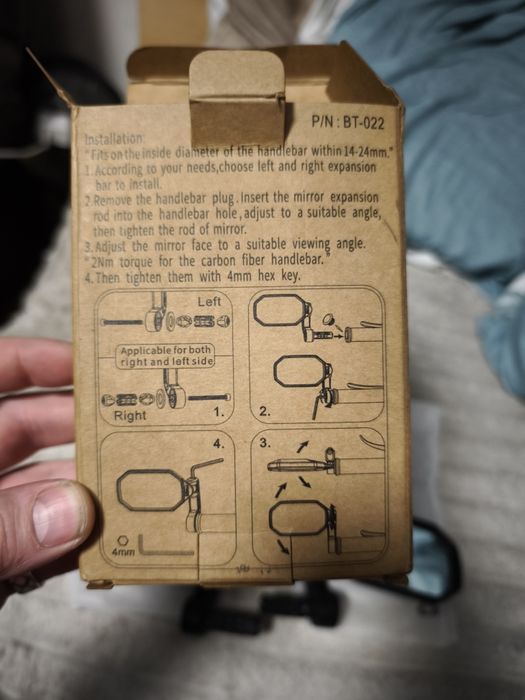 P/N : BT-022
Installation:
"Fits on the inside diameter of the handlebar within 14-24mm."
1. According to your needs,choose left and right expansion
bar to install.
2.Remove the handlebar plug. Insert the mirror expansion
rod into the handlebar hole, adjust to a suitable angle,
then tighten the rod of mirror.
3.Adjust the mirror face to a suitable viewing angle.
"2Nm torque for the carbon fiber handlebar."
4.Then tighten them with 4mm hex key.
Left
Applicable for both
right and left side
Right
1.
2.
4.
3.
4mm